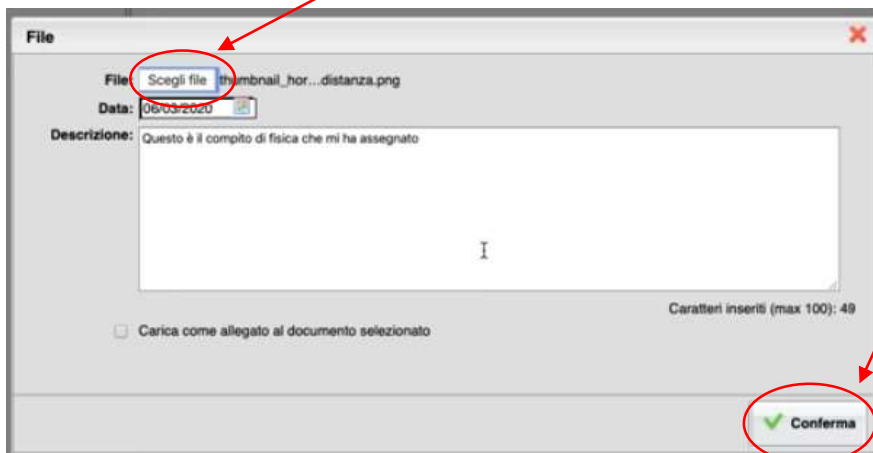 File
File: Scegli file thumbnail_hor...distanza.png
Data: 06/03/2020
Descrizione: Questo è il compito di fisica che mi ha assegnato
Caratteri inseriti (max 100): 49
Carica come allegato al documento selezionato
Conferma